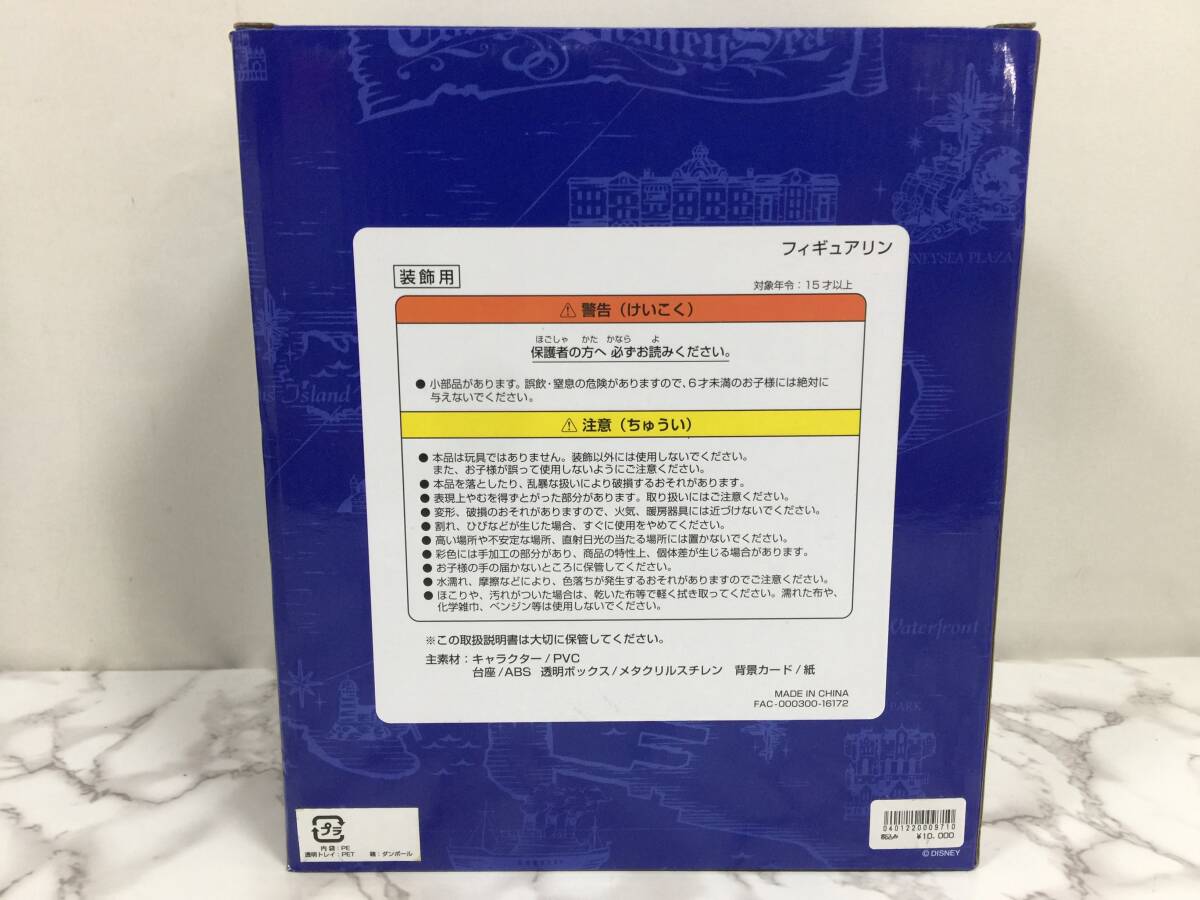 DisneySea
NEYSEA PLAZA
Island
フィギュアリン
装飾用
対象年令：15才以上
⚠ 警告（けいこく）
ほごしゃ かた かなら よ
保護者の方へ 必ずお読みください。
● 小部品があります。誤飲・窒息の危険がありますので、6才未満のお子様には絶対に
与えないでください。
⚠ 注意（ちゅうい）
● 本品は玩具ではありません。装飾以外には使用しないでください。
また、お子様が誤って使用しないようにご注意ください。
● 本品を落としたり、乱暴な扱いにより破損するおそれがあります。
● 表現上やむを得ずとがった部分があります。取り扱いにはご注意ください。
● 変形、破損のおそれがありますので、火気、暖房器具には近づけないでください。
● 割れ、ひびなどが生じた場合、すぐに使用をやめてください。
● 高い場所や不安定な場所、直射日光の当たる場所には置かないでください。
● 彩色には手加工の部分があり、商品の特性上、個体差が生じる場合があります。
● お子様の手の届かないところに保管してください。
● 水濡れ、摩擦などにより、色落ちが発生するおそれがありますのでご注意ください。
● ほこりや、汚れがついた場合は、乾いた布等で軽く拭き取ってください。濡れた布や、
化学雑巾、ベンジン等は使用しないでください。
※この取扱説明書は大切に保管してください。
主素材：キャラクター/PVC
台座/ABS 透明ボックス/メタクリルスチレン 背景カード/紙
MADE IN CHINA
FAC-000300-16172
Waterfront
PARK
プラ
内袋：PE
透明トレイ：PET 箱：ダンボール
0401220009710
税込み ¥10,000
© DISNEY